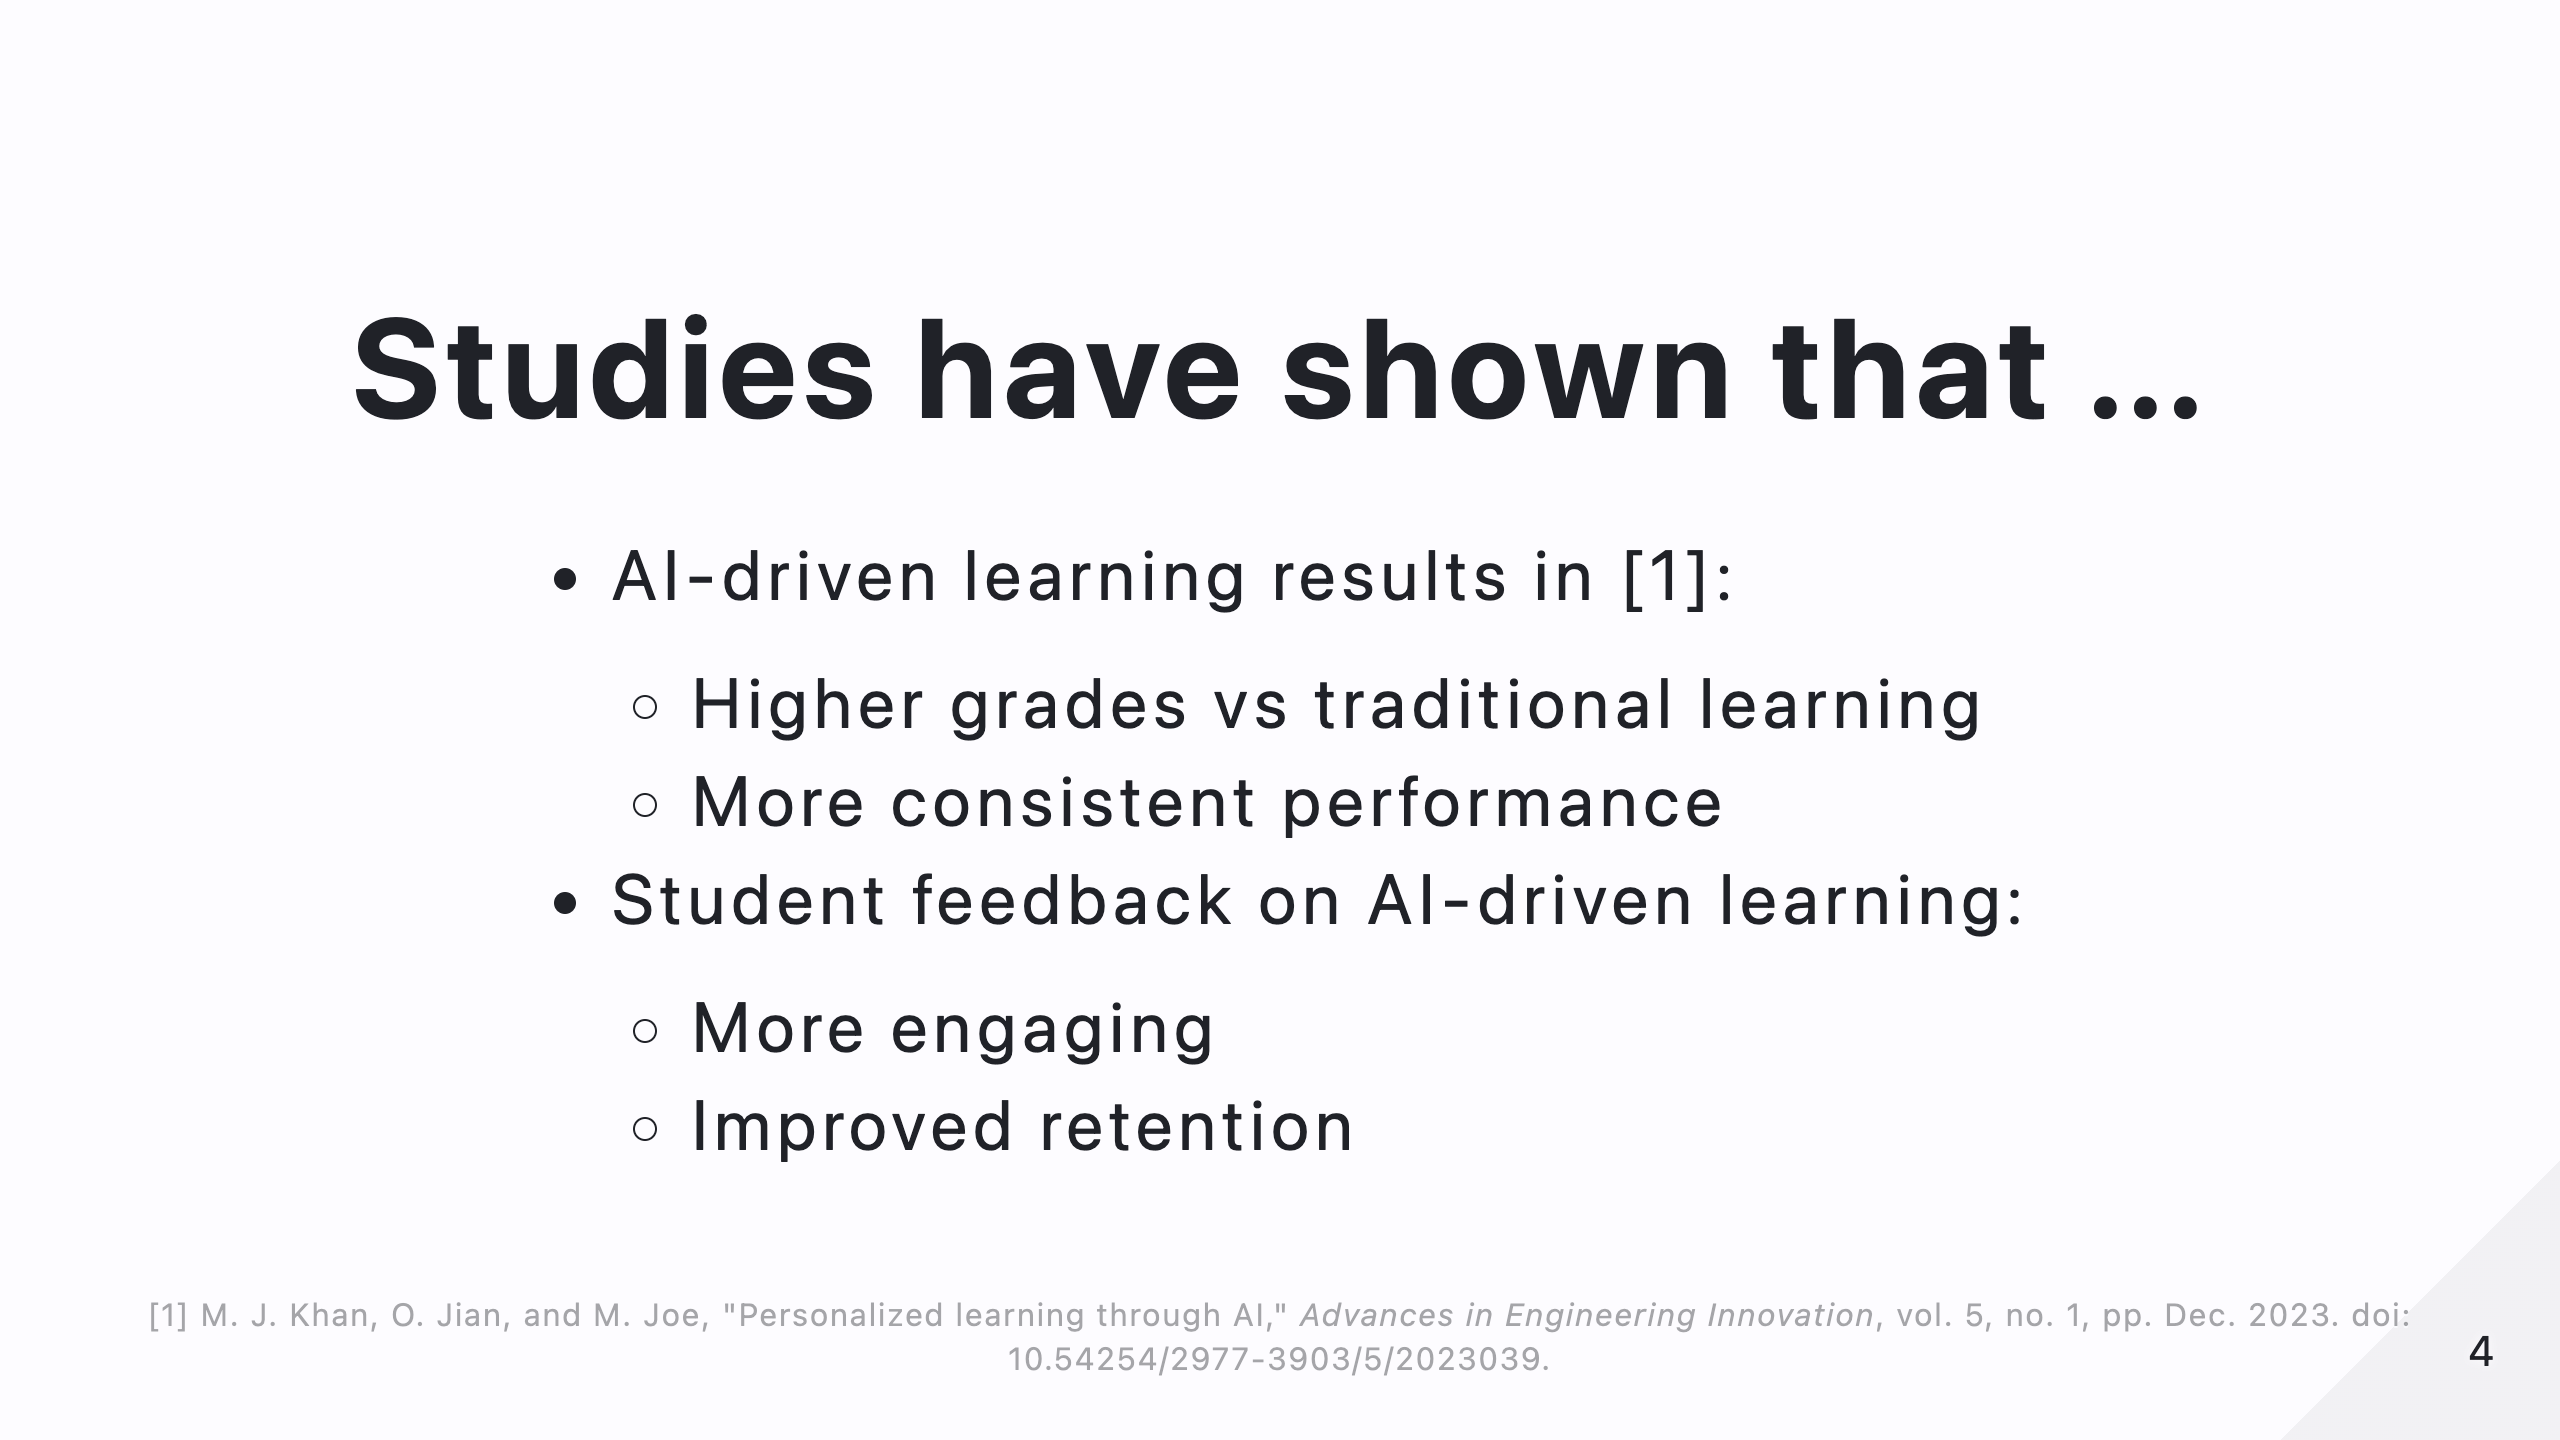 Studies have shown that ...
• AI-driven learning results in [1]:
○ Higher grades vs traditional learning
○ More consistent performance
• Student feedback on AI-driven learning:
○ More engaging
○ Improved retention
[1] M. J. Khan, O. Jian, and M. Joe, "Personalized learning through AI," Advances in Engineering Innovation, vol. 5, no. 1, pp. Dec. 2023. doi:
10.54254/2977-3903/5/2023039.
4